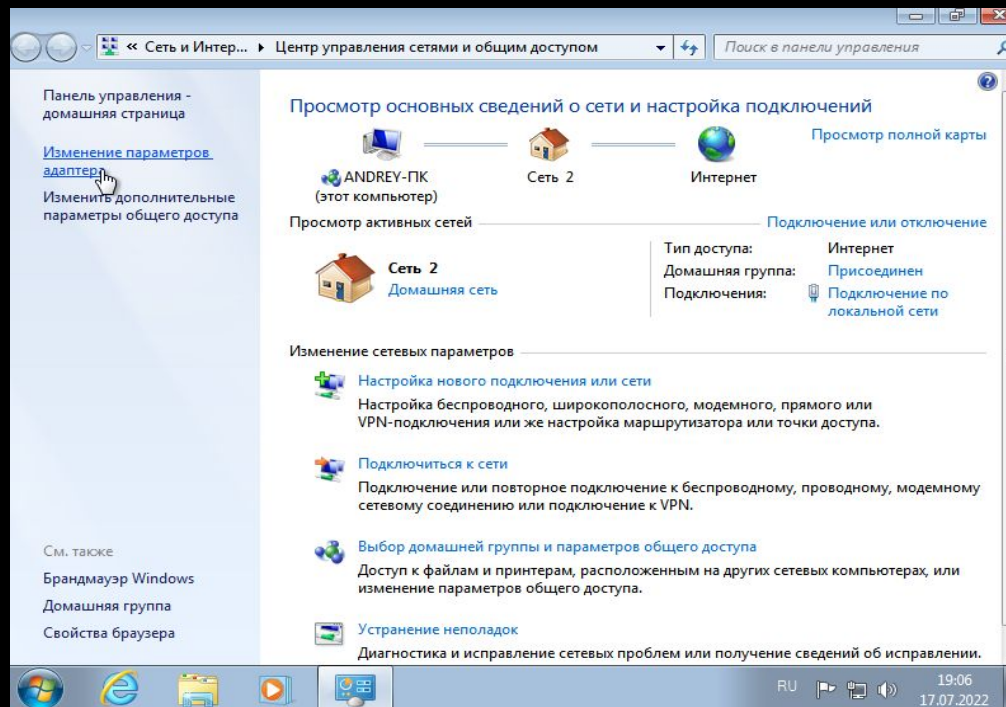 « Сеть и Интер... ▸ Центр управления сетями и общим доступом
Поиск в панели управления
Панель управления -
домашняя страница
Изменение параметров
адаптера
Изменить дополнительные
параметры общего доступа
См. также
Брандмауэр Windows
Домашняя группа
Свойства браузера
Просмотр основных сведений о сети и настройка подключений
Просмотр полной карты
ANDREY-ПК
(этот компьютер)
Сеть 2
Интернет
Просмотр активных сетей
Подключение или отключение
Сеть 2
Домашняя сеть
Тип доступа: Интернет
Домашняя группа: Присоединен
Подключения: Подключение по
локальной сети
Изменение сетевых параметров
Настройка нового подключения или сети
Настройка беспроводного, широкополосного, модемного, прямого или
VPN-подключения или же настройка маршрутизатора или точки доступа.
Подключиться к сети
Подключение или повторное подключение к беспроводному, проводному, модемному
сетевому соединению или подключение к VPN.
Выбор домашней группы и параметров общего доступа
Доступ к файлам и принтерам, расположенным на других сетевых компьютерах, или
изменение параметров общего доступа.
Устранение неполадок
Диагностика и исправление сетевых проблем или получение сведений об исправлении.
RU
19:06
17.07.2022